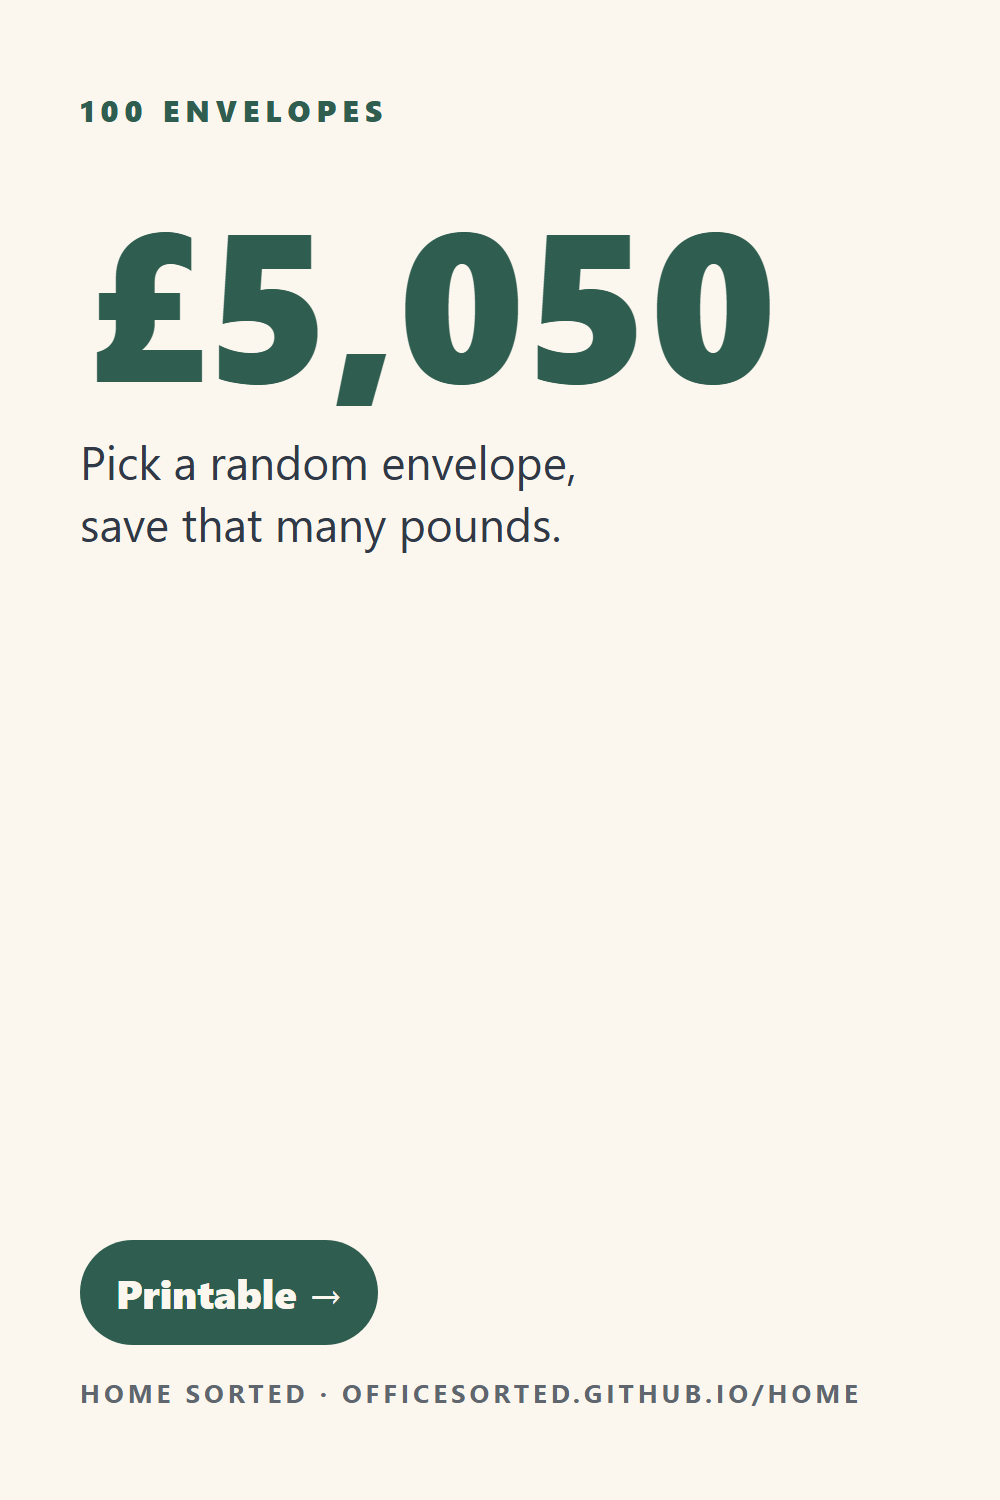 100 ENVELOPES
£5,050
Pick a random envelope,
save that many pounds.
Printable →
HOME SORTED · OFFICESORTED.GITHUB.IO/HOME